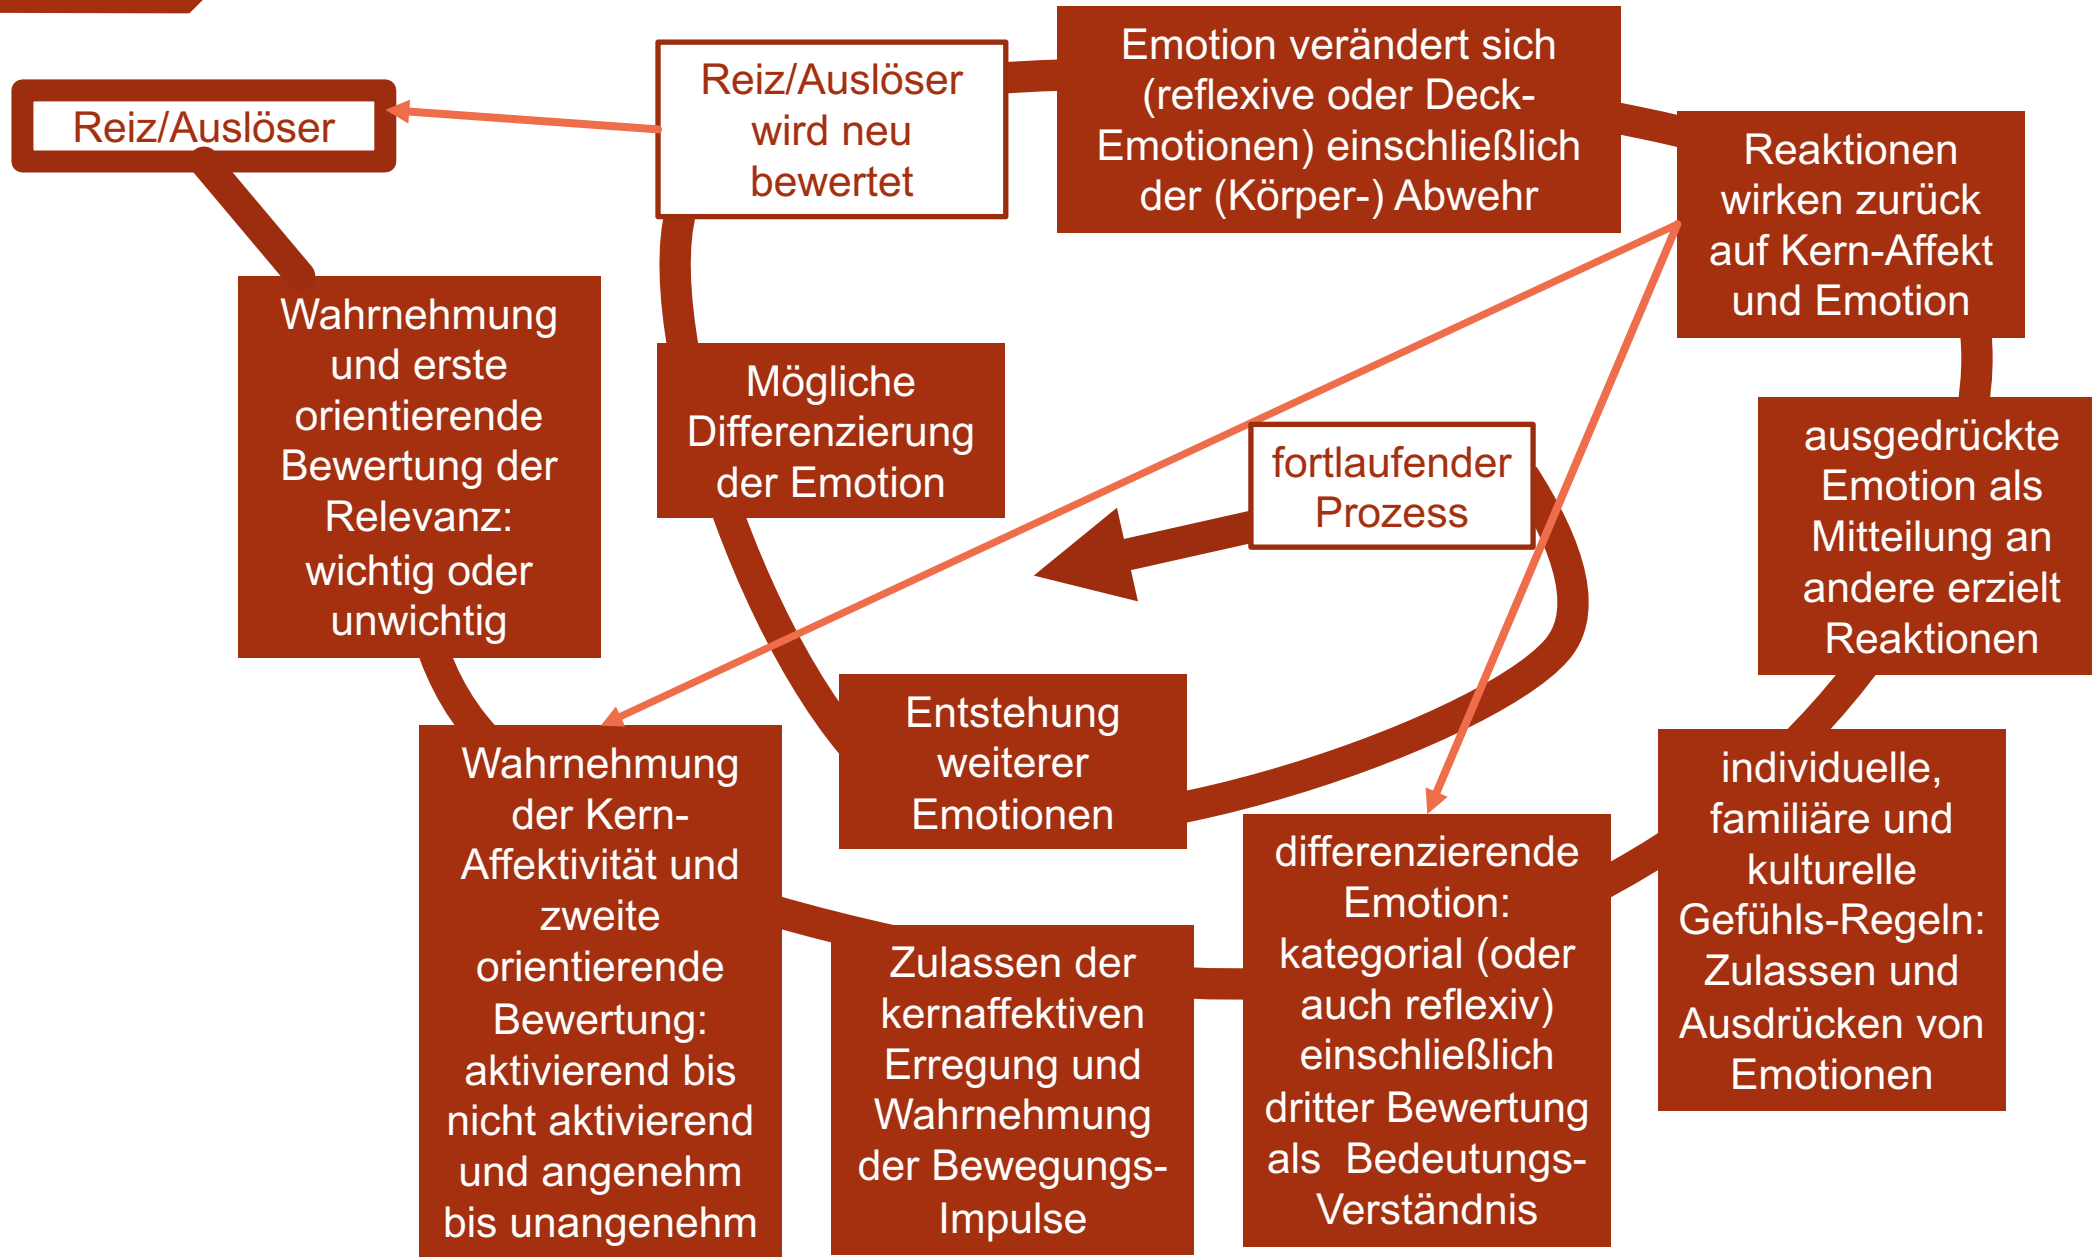 Reiz/Auslöser
Wahrnehmung
und erste
orientierende
Bewertung der
Relevanz:
wichtig oder
unwichtig
Wahrnehmung
der Kern-
Affektivität und
zweite
orientierende
Bewertung:
aktivierend bis
nicht aktivierend
und angenehm
bis unangenehm
Zulassen der
kernaffektiven
Erregung und
Wahrnehmung
der Bewegungs-
Impulse
differenzierende
Emotion:
kategorial (oder
auch reflexiv)
einschließlich
dritter Bewertung
als  Bedeutungs-
Verständnis
individuelle,
familiäre und
kulturelle
Gefühls-Regeln:
Zulassen und
Ausdrücken von
Emotionen
ausgedrückte
Emotion als
Mitteilung an
andere erzielt
Reaktionen
Reaktionen
wirken zurück
auf Kern-Affekt
und Emotion
Emotion verändert sich
(reflexive oder Deck-
Emotionen) einschließlich
der (Körper-) Abwehr
Reiz/Auslöser
wird neu
bewertet
Mögliche
Differenzierung
der Emotion
Entstehung
weiterer
Emotionen
fortlaufender
Prozess